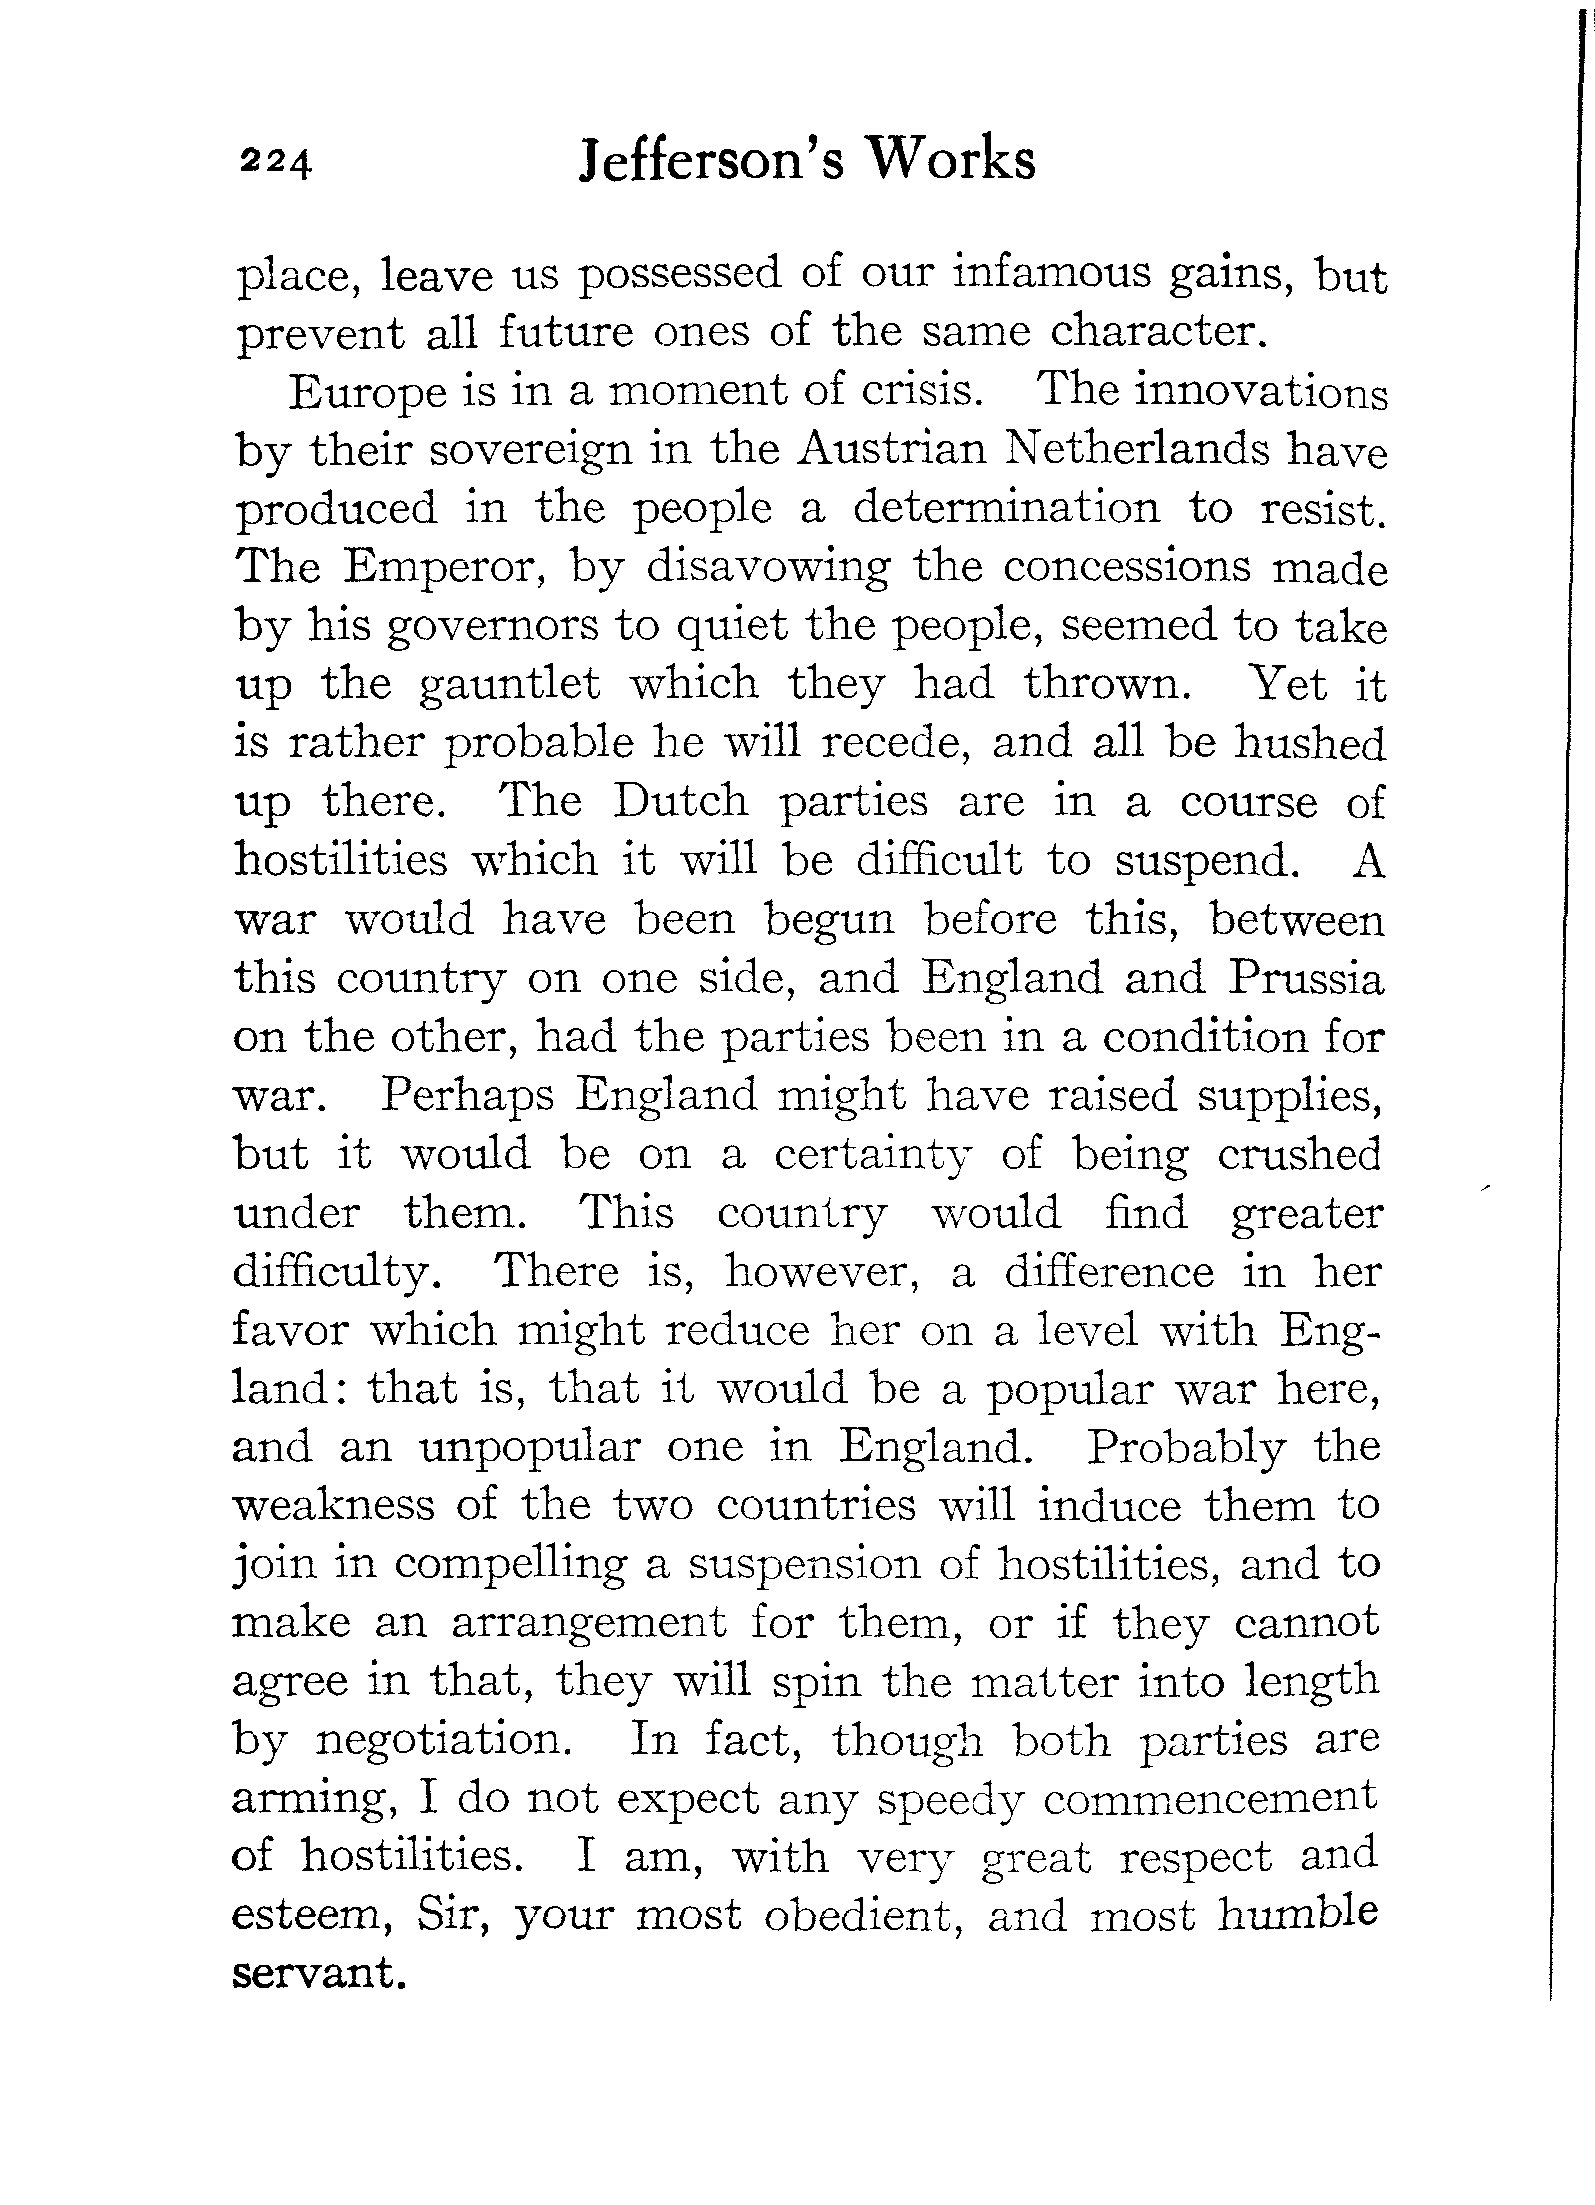 224 Jefferson's Works
place, leave us possessed of our infamous gains, but
prevent all future ones of the same character.
Europe is in a moment of crisis. The innovations
by their sovereign in the Austrian Netherlands have
produced in the people a determination to resist.
The Emperor, by disavowing the concessions made
by his governors to quiet the people, seemed to take
up the gauntlet which they had thrown. Yet it
is rather probable he will recede, and all be hushed
up there. The Dutch parties are in a course of
hostilities which it will be difficult to suspend. A
war would have been begun before this, between
this country on one side, and England and Prussia
on the other, had the parties been in a condition for
war. Perhaps England might have raised supplies,
but it would be on a certainty of being crushed
under them. This country would find greater
difficulty. There is, however, a difference in her
favor which might reduce her on a level with Eng-
land: that is, that it would be a popular war here,
and an unpopular one in England. Probably the
weakness of the two countries will induce them to
join in compelling a suspension of hostilities, and to
make an arrangement for them, or if they cannot
agree in that, they will spin the matter into length
by negotiation. In fact, though both parties are
arming, I do not expect any speedy commencement
of hostilities. I am, with very great respect and
esteem, Sir, your most obedient, and most humble
servant.